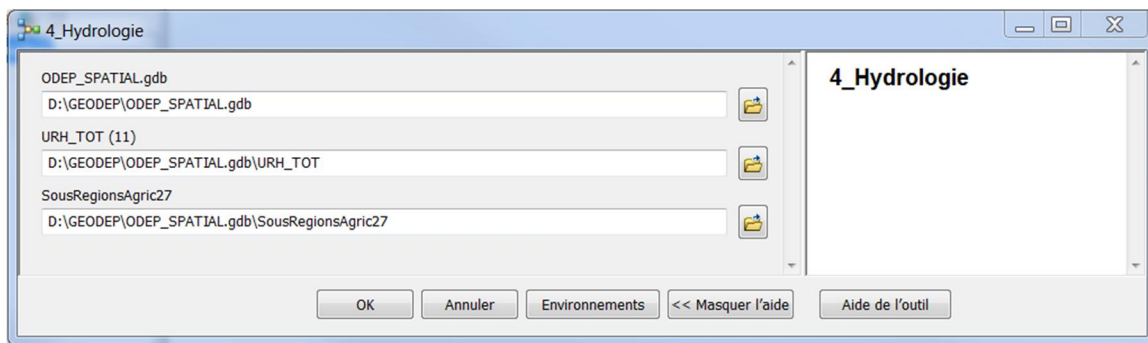 4_Hydrologie
ODEP_SPATIAL.gdb
D:\GEODEP\ODEP_SPATIAL.gdb
URH_TOT (11)
D:\GEODEP\ODEP_SPATIAL.gdb\URH_TOT
SousRegionsAgric27
D:\GEODEP\ODEP_SPATIAL.gdb\SousRegionsAgric27
4_Hydrologie
OK Annuler Environnements << Masquer l'aide Aide de l'outil